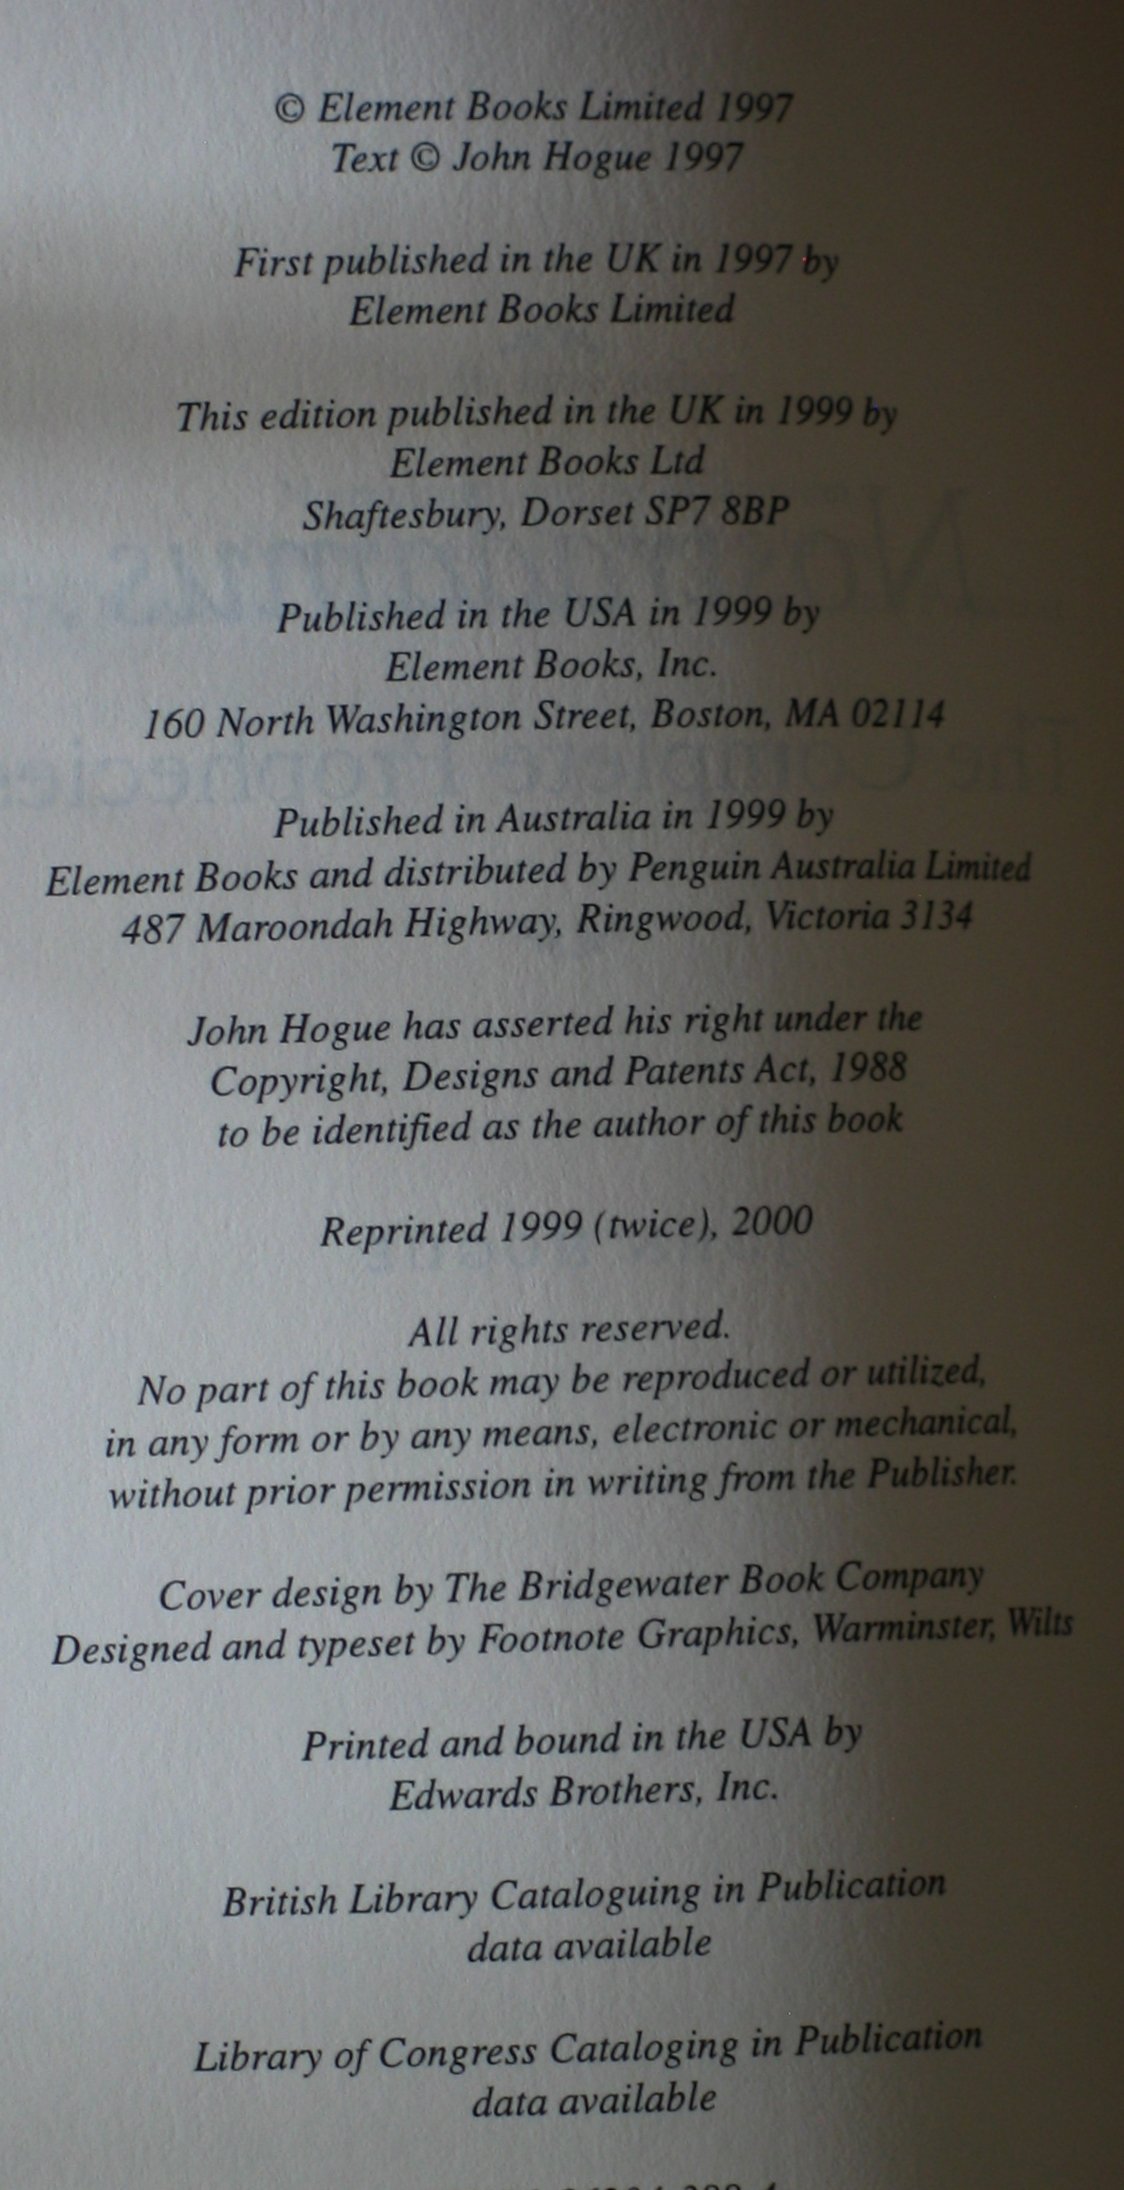 © Element Books Limited 1997
Text © John Hogue 1997
First published in the UK in 1997 by
Element Books Limited
This edition published in the UK in 1999 by
Element Books Ltd
Shaftesbury, Dorset SP7 8BP
Published in the USA in 1999 by
Element Books, Inc.
160 North Washington Street, Boston, MA 02114
Published in Australia in 1999 by
Element Books and distributed by Penguin Australia Limited
487 Maroondah Highway, Ringwood, Victoria 3134
John Hogue has asserted his right under the
Copyright, Designs and Patents Act, 1988
to be identified as the author of this book
Reprinted 1999 (twice), 2000
All rights reserved.
No part of this book may be reproduced or utilized,
in any form or by any means, electronic or mechanical,
without prior permission in writing from the Publisher.
Cover design by The Bridgewater Book Company
Designed and typeset by Footnote Graphics, Warminster, Wilts
Printed and bound in the USA by
Edwards Brothers, Inc.
British Library Cataloguing in Publication
data available
Library of Congress Cataloging in Publication
data available